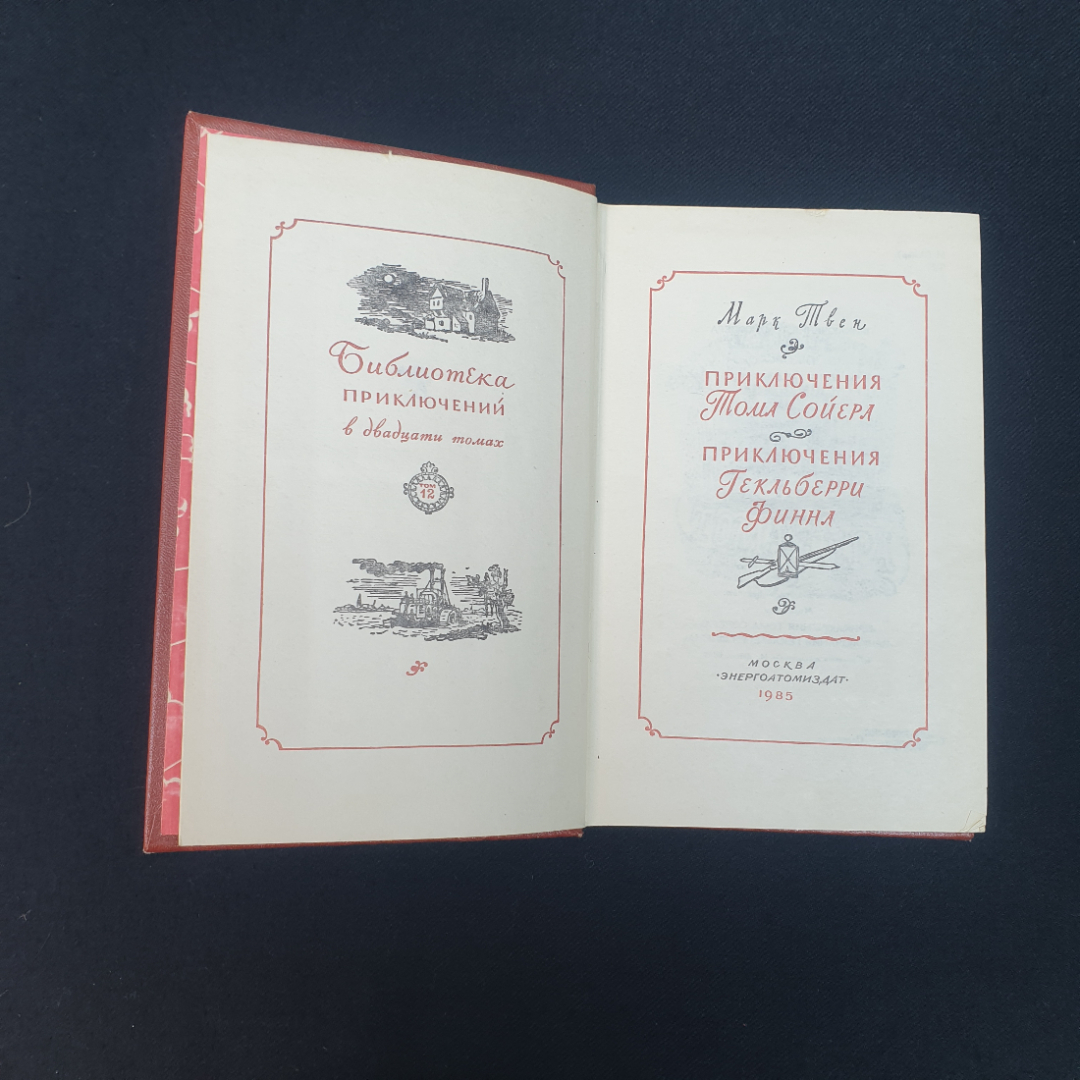 Библиотека
ПРИКЛЮЧЕНИЙ
в двадцати томах
ТОМ
12
Марк Твен
ПРИКЛЮЧЕНИЯ
Тома Сойера
ПРИКЛЮЧЕНИЯ
Гекльберри
Финна
МОСКВА
·ЭНЕРГОАТОМИЗДАТ·
1985